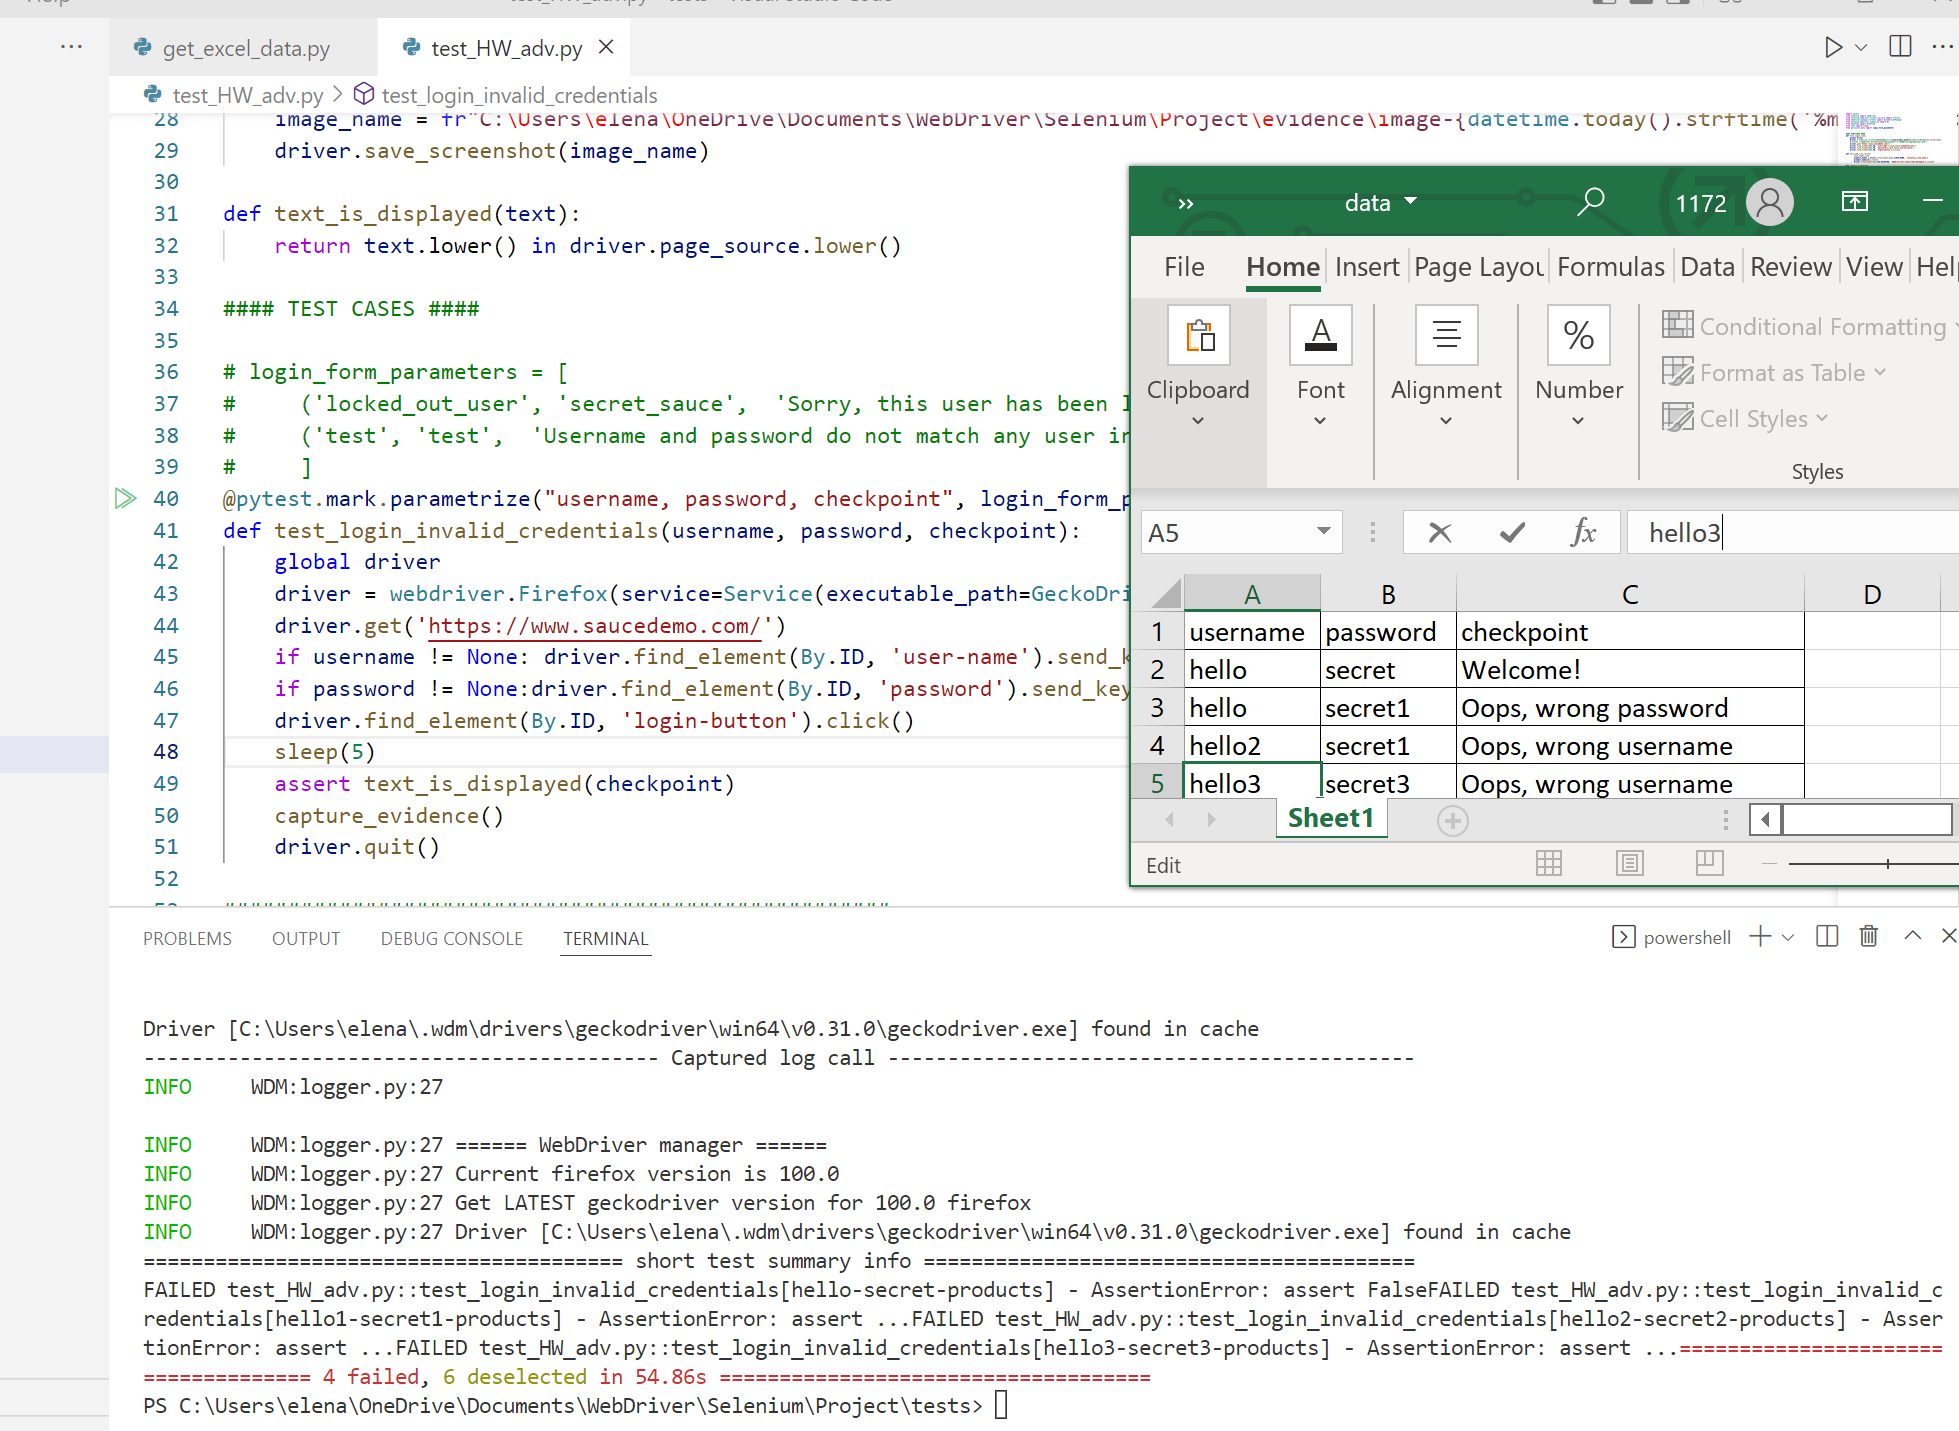 get_excel_data.py
test_HW_adv.py
test_HW_adv.py > test_login_invalid_credentials
28 image_name = fr"C:\Users\elena\OneDrive\Documents\WebDriver\Selenium\Project\evidence\image-{datetime.today().strftime('%m
29 driver.save_screenshot(image_name)
30
31 def text_is_displayed(text):
32 return text.lower() in driver.page_source.lower()
33
34 #### TEST CASES ####
35
36 # login_form_parameters = [
37 # ('locked_out_user', 'secret_sauce', 'Sorry, this user has been l
38 # ('test', 'test', 'Username and password do not match any user in
39 # ]
40 @pytest.mark.parametrize("username, password, checkpoint", login_form_p
41 def test_login_invalid_credentials(username, password, checkpoint):
42 global driver
43 driver = webdriver.Firefox(service=Service(executable_path=GeckoDri
44 driver.get('https://www.saucedemo.com/')
45 if username != None: driver.find_element(By.ID, 'user-name').send_k
46 if password != None:driver.find_element(By.ID, 'password').send_key
47 driver.find_element(By.ID, 'login-button').click()
48 sleep(5)
49 assert text_is_displayed(checkpoint)
50 capture_evidence()
51 driver.quit()
52
data
1172
File Home Insert Page Layou Formulas Data Review View Help
Clipboard
Font
Alignment
Number
Conditional Formatting
Format as Table
Cell Styles
Styles
A5
fx
hello3
A B C D
1 username password checkpoint
2 hello secret Welcome!
3 hello secret1 Oops, wrong password
4 hello2 secret1 Oops, wrong username
5 hello3 secret3 Oops, wrong username
Sheet1
Edit
PROBLEMS OUTPUT DEBUG CONSOLE TERMINAL
powershell
Driver [C:\Users\elena\.wdm\drivers\geckodriver\win64\v0.31.0\geckodriver.exe] found in cache
------------------------------------------- Captured log call --------------------------------------------
INFO WDM:logger.py:27
INFO WDM:logger.py:27 ====== WebDriver manager ======
INFO WDM:logger.py:27 Current firefox version is 100.0
INFO WDM:logger.py:27 Get LATEST geckodriver version for 100.0 firefox
INFO WDM:logger.py:27 Driver [C:\Users\elena\.wdm\drivers\geckodriver\win64\v0.31.0\geckodriver.exe] found in cache
======================================== short test summary info =========================================
FAILED test_HW_adv.py::test_login_invalid_credentials[hello-secret-products] - AssertionError: assert FalseFAILED test_HW_adv.py::test_login_invalid_c
redentials[hello1-secret1-products] - AssertionError: assert ...FAILED test_HW_adv.py::test_login_invalid_credentials[hello2-secret2-products] - Asser
tionError: assert ...FAILED test_HW_adv.py::test_login_invalid_credentials[hello3-secret3-products] - AssertionError: assert ...======================
============== 4 failed, 6 deselected in 54.86s ====================================
PS C:\Users\elena\OneDrive\Documents\WebDriver\Selenium\Project\tests>